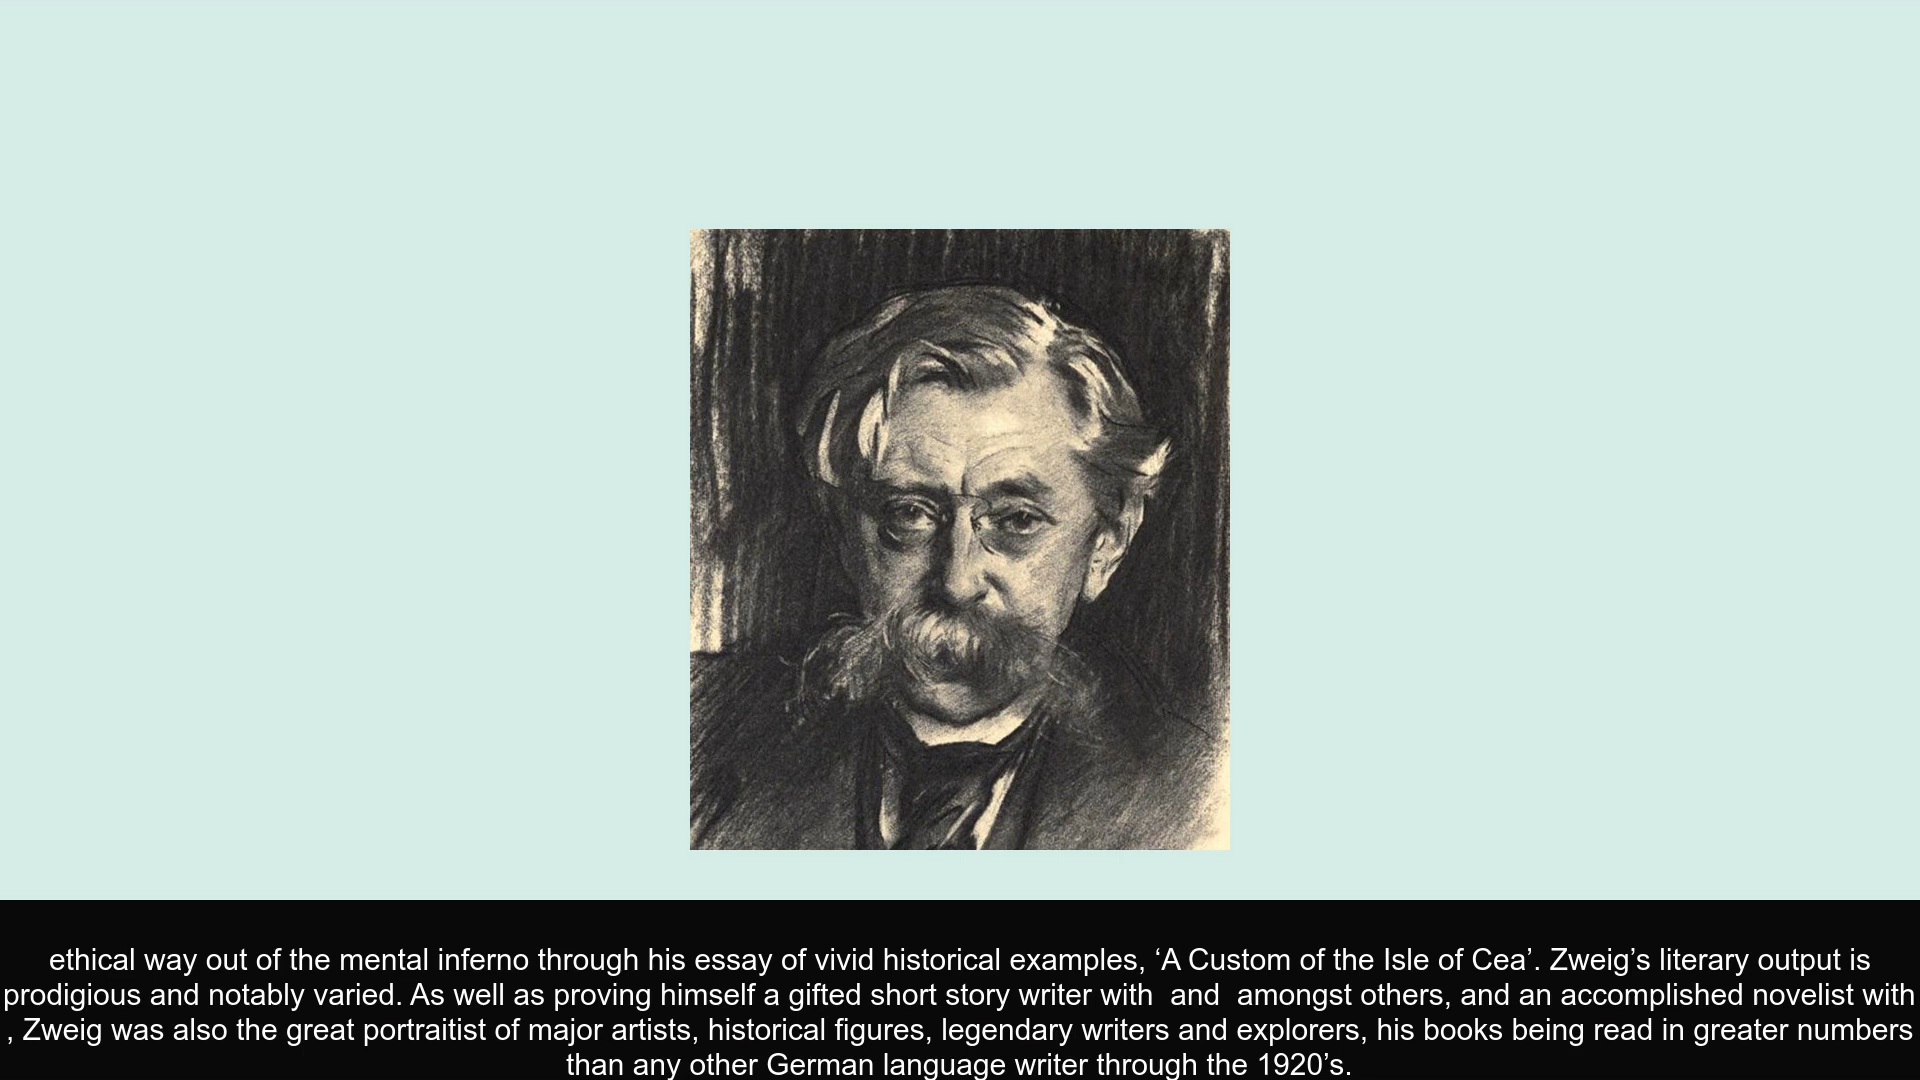 ethical way out of the mental inferno through his essay of vivid historical examples, ‘A Custom of the Isle of Cea’. Zweig’s literary output is
prodigious and notably varied. As well as proving himself a gifted short story writer with  and  amongst others, and an accomplished novelist with
, Zweig was also the great portraitist of major artists, historical figures, legendary writers and explorers, his books being read in greater numbers
than any other German language writer through the 1920’s.